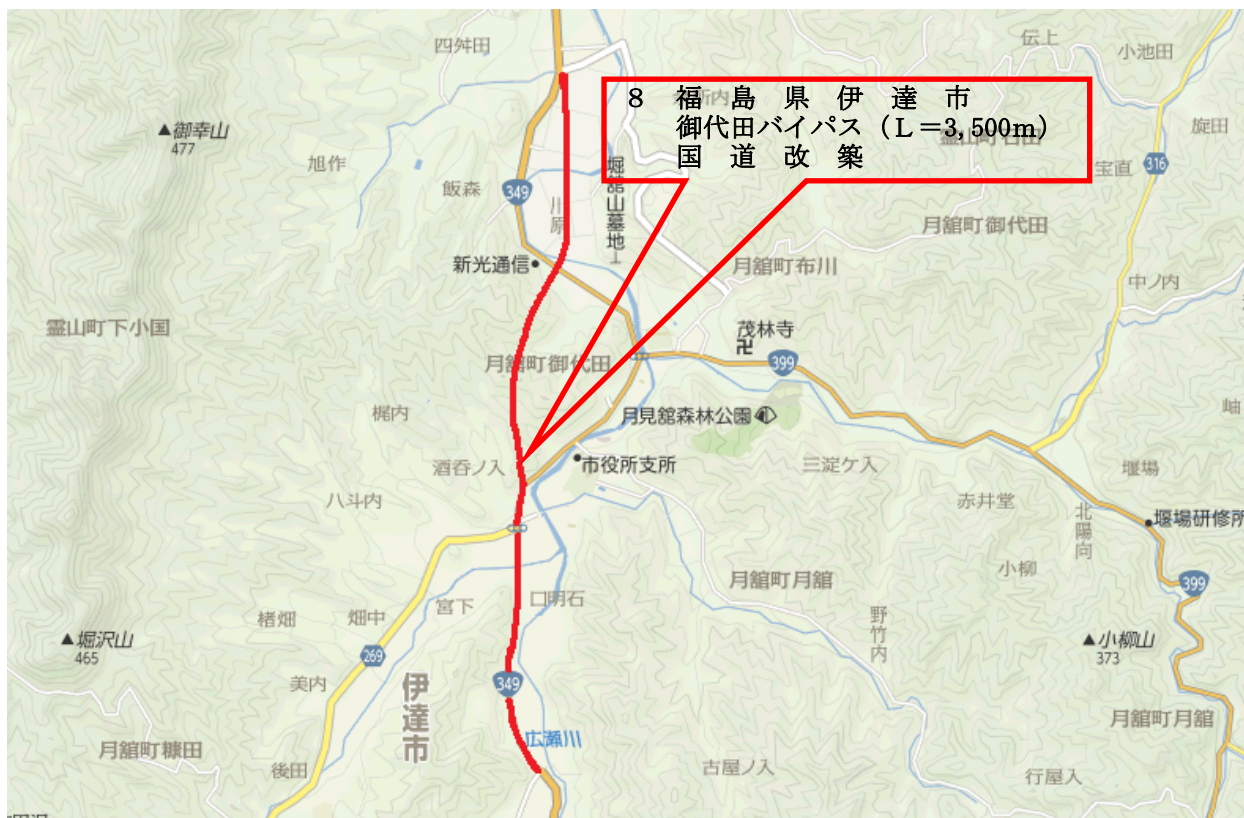 四舛田
伝上
小池田
8 福島県伊達市
御代田バイパス(L=3,500m)
国道改築
▲御幸山
477
旭作
旋田
316
宝直
飯森
349
川原
堀舘山墓地
月舘町御代田
新光通信
月舘町布川
中ノ内
霊山町下小国
茂林寺
月舘町御代田
399
梶内
月見舘森林公園
岫
酒呑ノ入
市役所支所
三淀ケ入
堰場
八斗内
赤井堂
北陽向
堰場研修所
小柳
月舘町月舘
399
宮下
口明石
楮畑
畑中
野竹内
▲堀沢山
465
269
▲小柳山
373
美内
349
伊達市
月舘町月舘
月舘町糠田
広瀬川
後田
古屋ノ入
行屋入